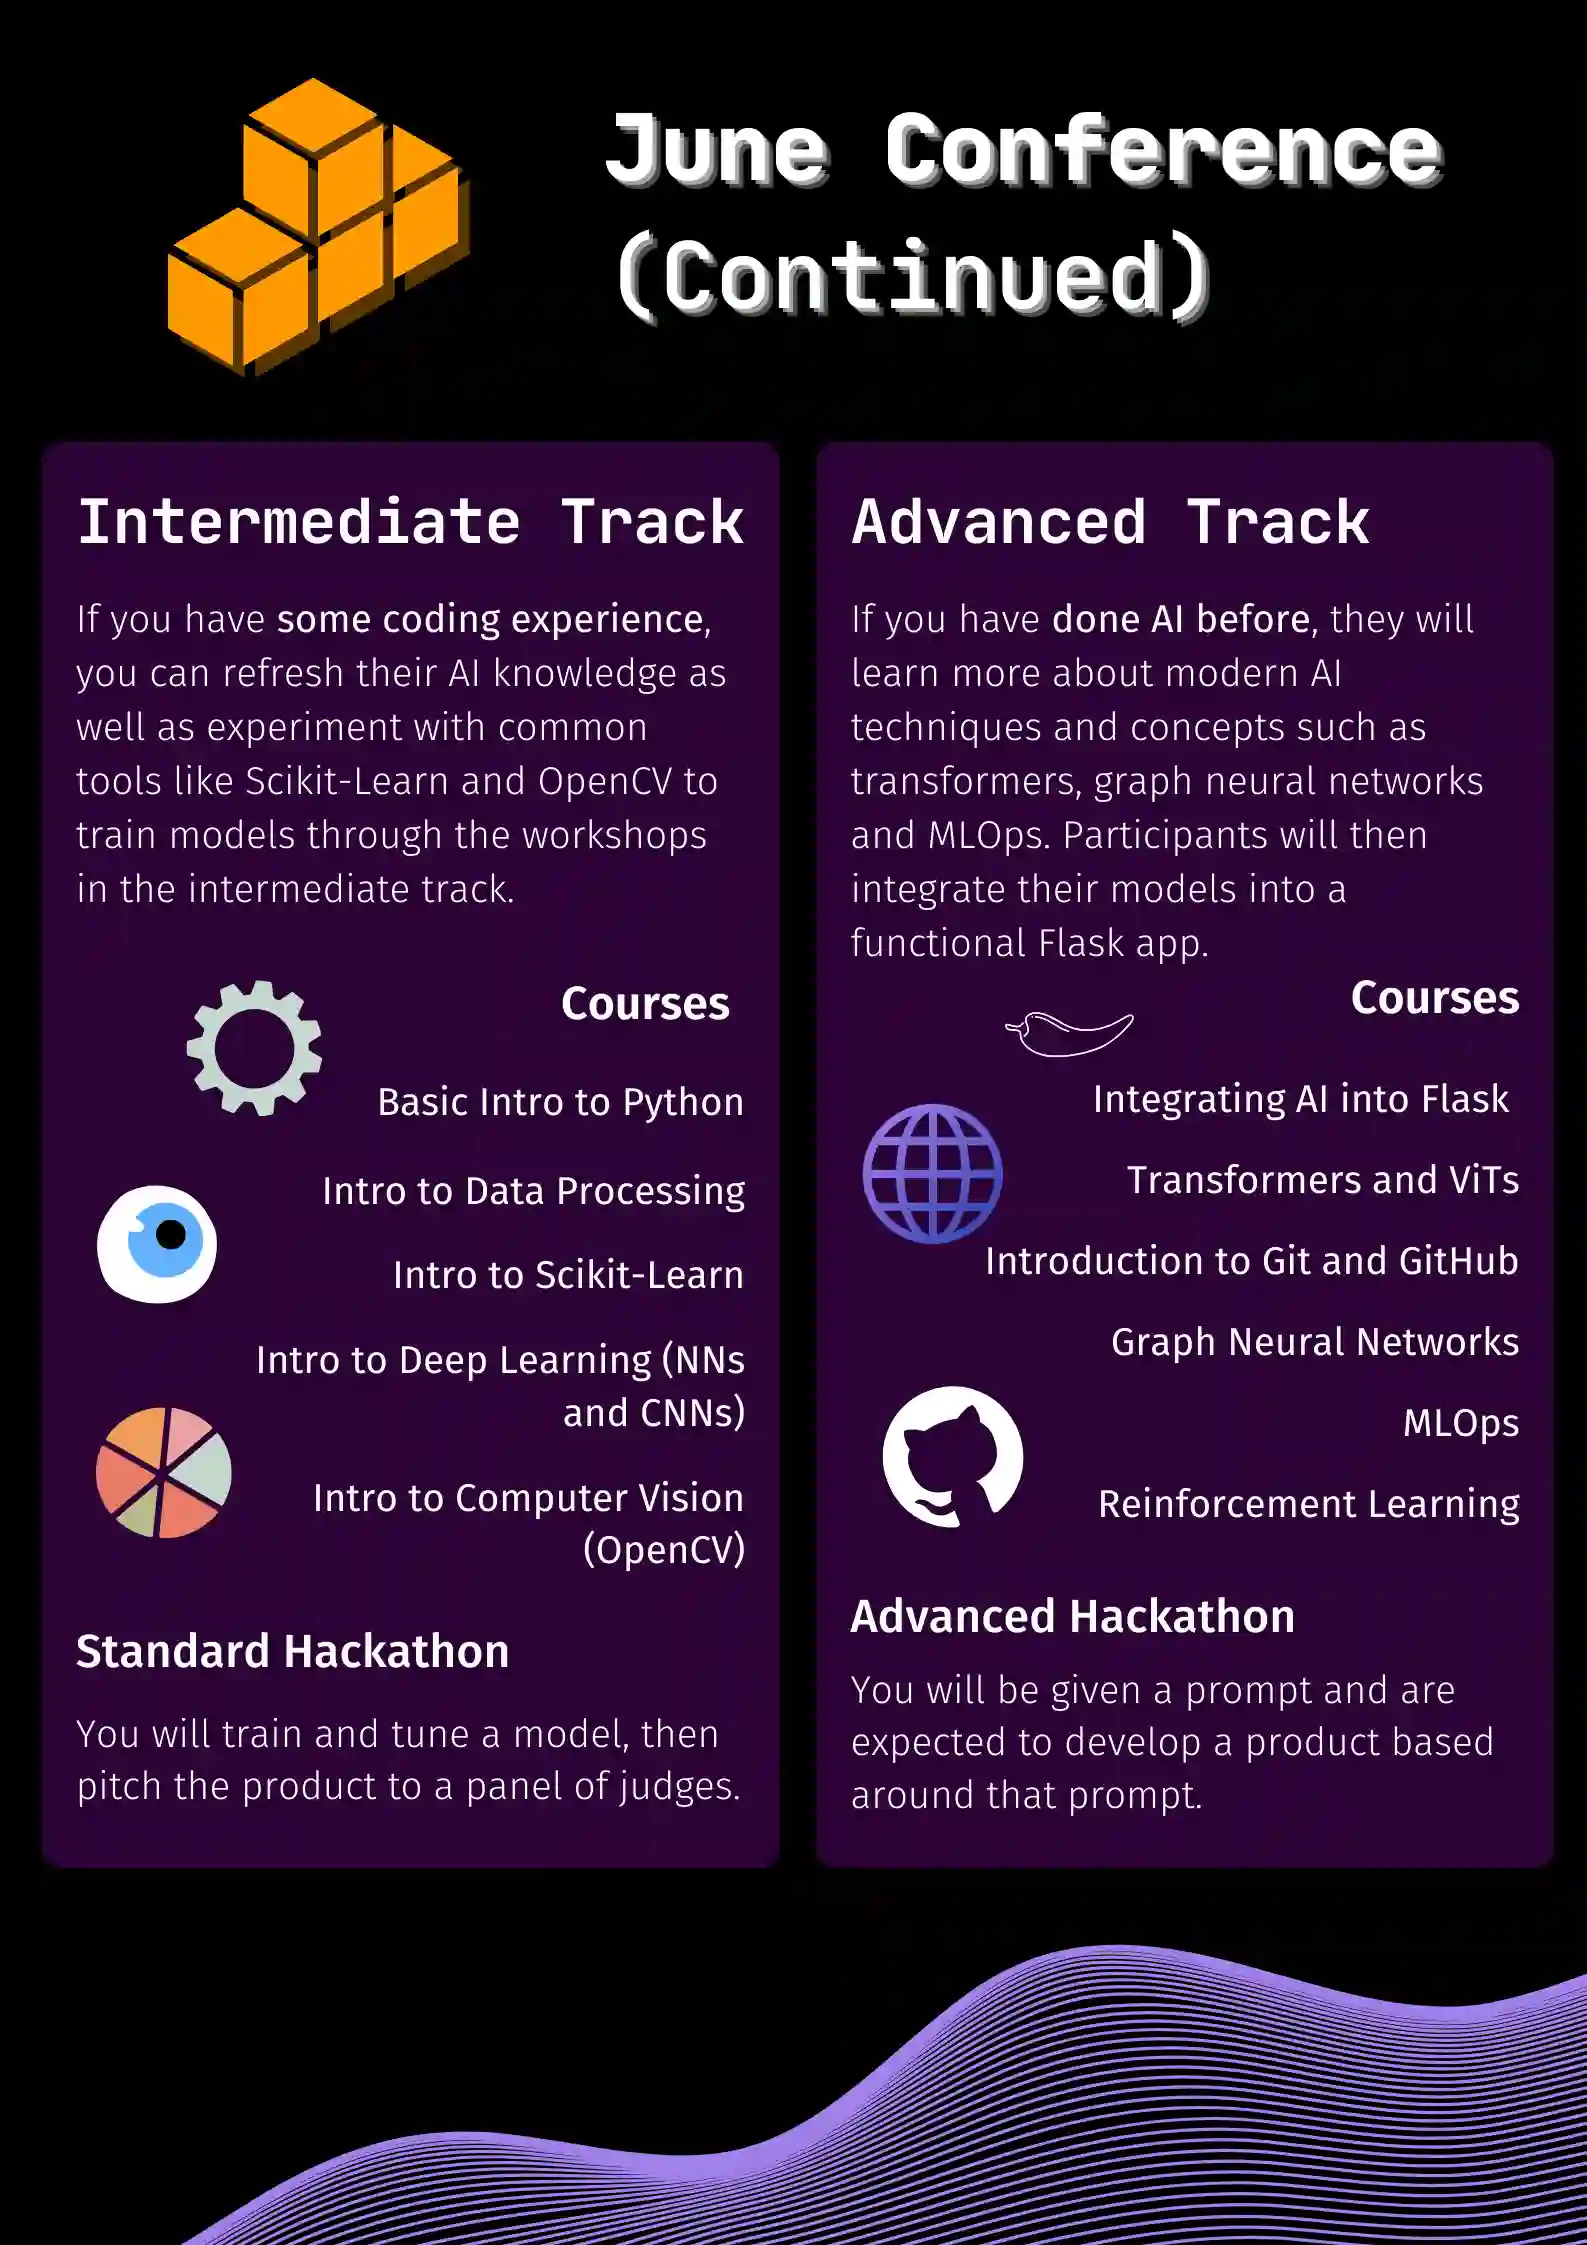 June Conference
(Continued)
Intermediate Track
If you have some coding experience,
you can refresh their AI knowledge as
well as experiment with common
tools like Scikit-Learn and OpenCV to
train models through the workshops
in the intermediate track.
Courses
Basic Intro to Python
Intro to Data Processing
Intro to Scikit-Learn
Intro to Deep Learning (NNs
and CNNs)
Intro to Computer Vision
(OpenCV)
Standard Hackathon
You will train and tune a model, then
pitch the product to a panel of judges.
Advanced Track
If you have done AI before, they will
learn more about modern AI
techniques and concepts such as
transformers, graph neural networks
and MLOps. Participants will then
integrate their models into a
functional Flask app.
Courses
Integrating AI into Flask
Transformers and ViTs
Introduction to Git and GitHub
Graph Neural Networks
MLOps
Reinforcement Learning
Advanced Hackathon
You will be given a prompt and are
expected to develop a product based
around that prompt.